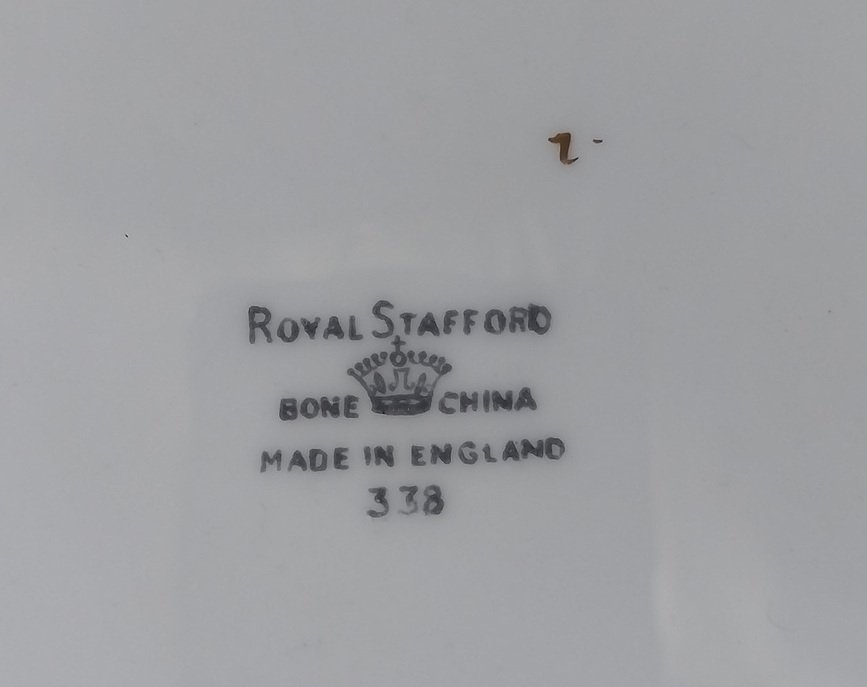 ROYAL STAFFORD
BONE CHINA
MADE IN ENGLAND
338